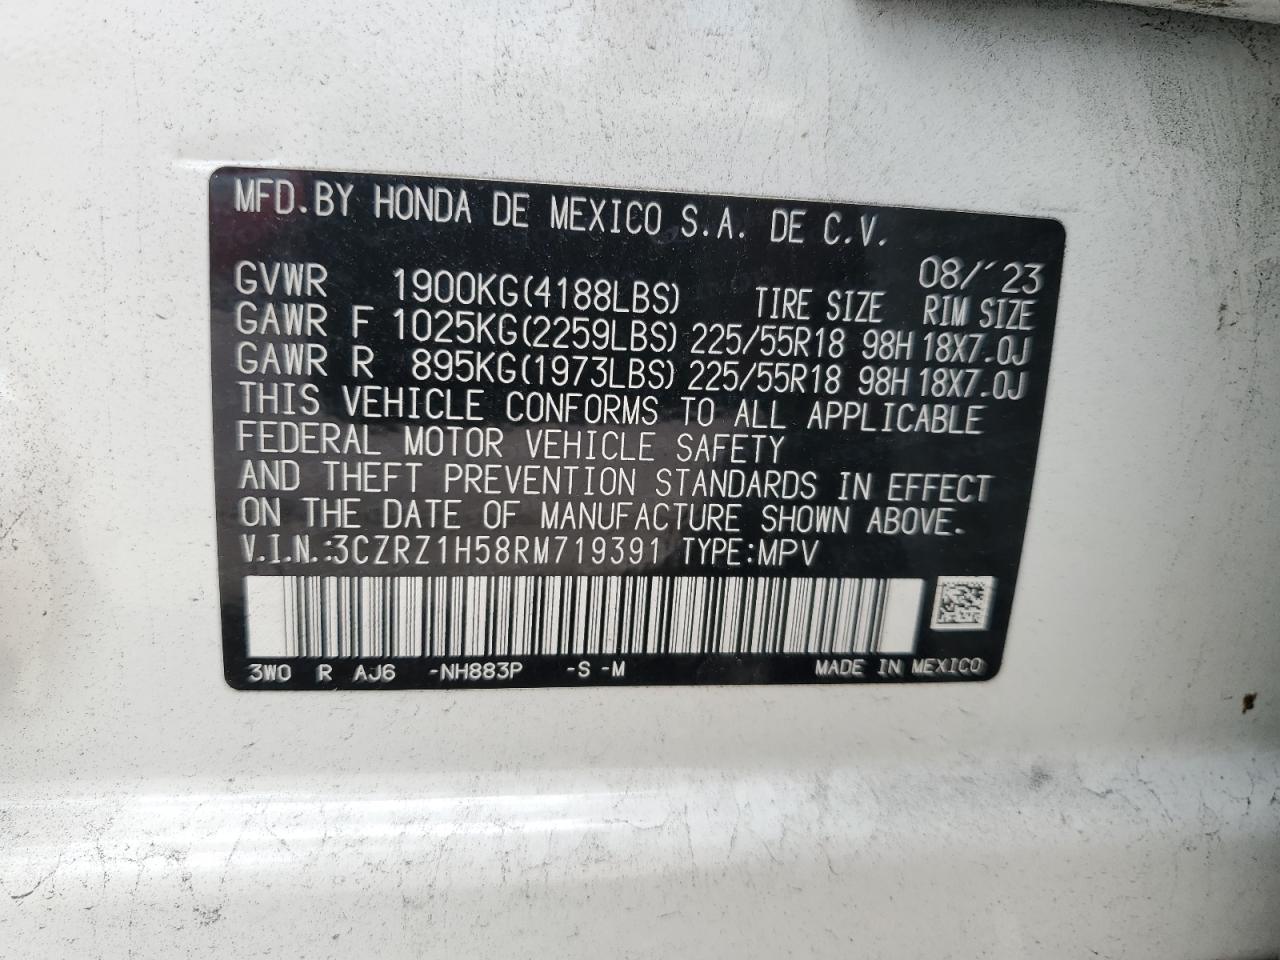 MFD.BY HONDA DE MEXICO S.A. DE C.V.
08/´23
GVWR 1900KG(4188LBS) TIRE SIZE RIM SIZE
GAWR F 1025KG(2259LBS) 225/55R18 98H 18X7.0J
GAWR R 895KG(1973LBS) 225/55R18 98H 18X7.0J
THIS VEHICLE CONFORMS TO ALL APPLICABLE
FEDERAL MOTOR VEHICLE SAFETY
AND THEFT PREVENTION STANDARDS IN EFFECT
ON THE DATE OF MANUFACTURE SHOWN ABOVE.
V.I.N.:3CZRZ1H58RM719391 TYPE:MPV
3W0 R AJ6 -NH883P -S -M MADE IN MEXICO